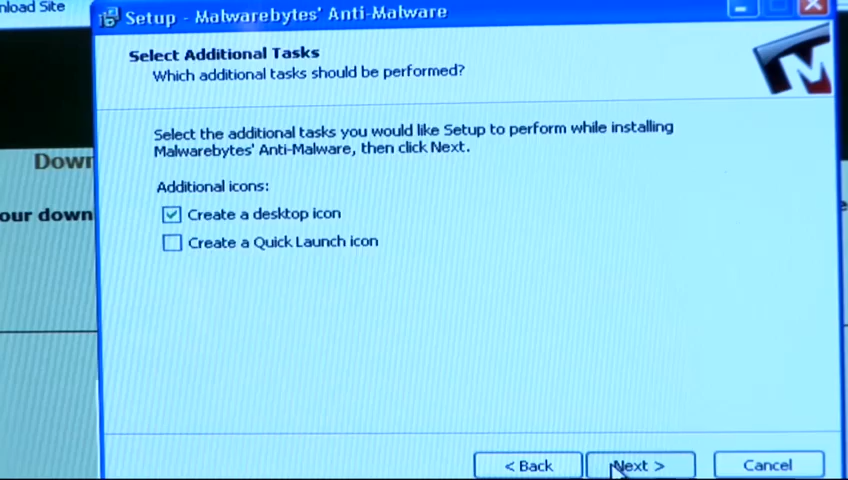 nload Site
Setup - Malwarebytes' Anti-Malware
Select Additional Tasks
Which additional tasks should be performed?
M
Select the additional tasks you would like Setup to perform while installing
Malwarebytes' Anti-Malware, then click Next.
Down
Additional icons:
our down
Create a desktop icon
Create a Quick Launch icon
< Back
Next >
Cancel